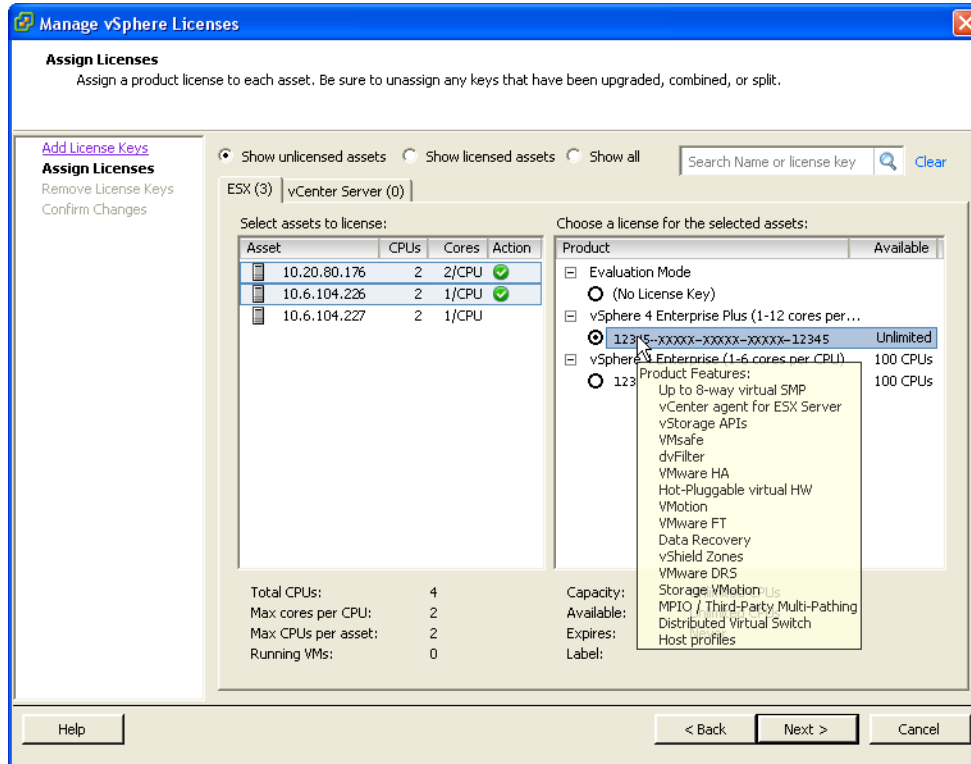 Manage vSphere Licenses
Assign Licenses
Assign a product license to each asset. Be sure to unassign any keys that have been upgraded, combined, or split.
Add License Keys
Assign Licenses
Remove License Keys
Confirm Changes
Show unlicensed assets Show licensed assets Show all
Search Name or license key Clear
ESX (3) vCenter Server (0)
Select assets to license:
Asset CPUs Cores Action
10.20.80.176 2 2/CPU
10.6.104.226 2 1/CPU
10.6.104.227 2 1/CPU
Total CPUs: 4
Max cores per CPU: 2
Max CPUs per asset: 2
Running VMs: 0
Choose a license for the selected assets:
Product Available
Evaluation Mode
(No License Key)
vSphere 4 Enterprise Plus (1-12 cores per...
12345-xxxxx-xxxxx-xxxxx-12345 Unlimited
vSphere 4 Enterprise (1-6 cores per CPU) 100 CPUs
123 100 CPUs
Product Features:
Up to 8-way virtual SMP
vCenter agent for ESX Server
vStorage APIs
VMsafe
dvFilter
VMware HA
Hot-Pluggable virtual HW
VMotion
VMware FT
Data Recovery
vShield Zones
VMware DRS
Storage VMotion
MPIO / Third-Party Multi-Pathing
Distributed Virtual Switch
Host profiles
Capacity:
Available:
Expires: Never
Label:
Help < Back Next > Cancel